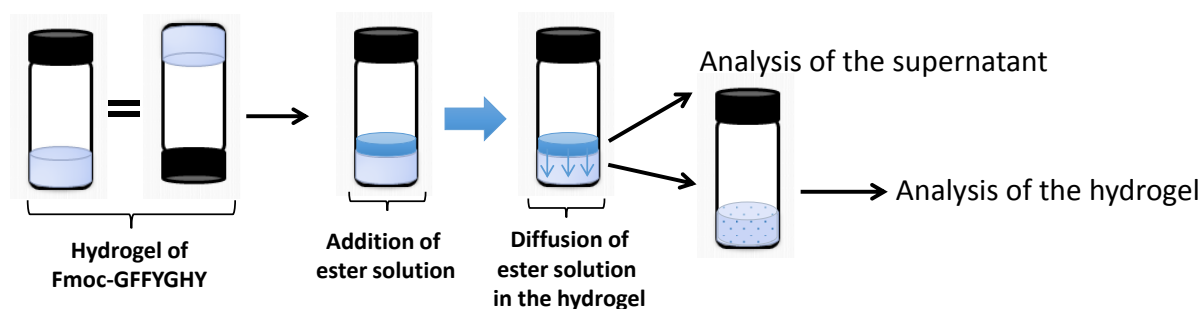 Analysis of the supernatant
=
Analysis of the hydrogel
Hydrogel of
Fmoc-GFFYGHY
Addition of
ester solution
Diffusion of
ester solution
in the hydrogel